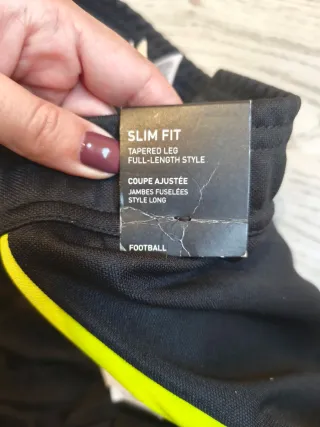 SLIM FIT
TAPERED LEG
FULL-LENGTH STYLE
COUPE AJUSTÉE
JAMBES FUSELÉES
STYLE LONG
FOOTBALL